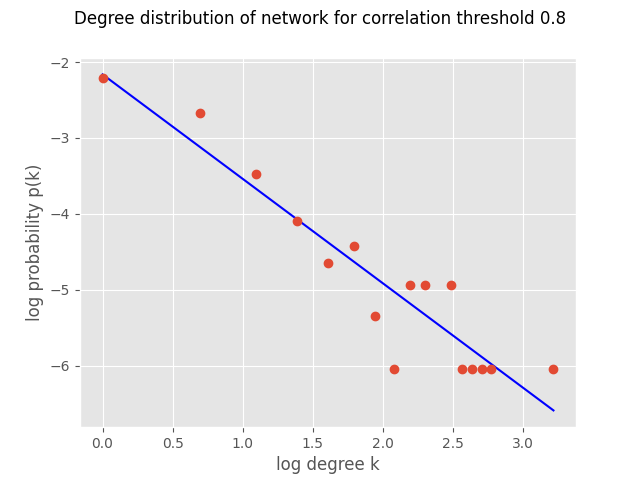 Degree distribution of network for correlation threshold 0.8
−2
−3
−4
−5
−6
log probability p(k)
0.0 0.5 1.0 1.5 2.0 2.5 3.0
log degree k